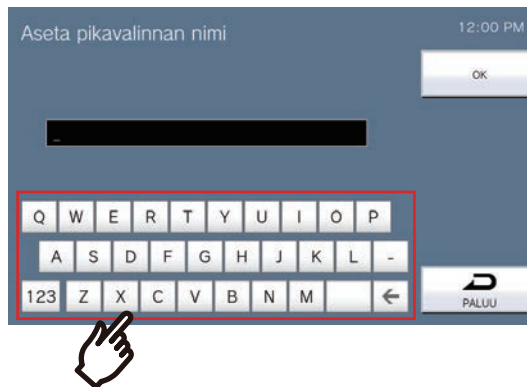 Aseta pikavalinnan nimi
12:00 PM
OK
_
Q W E R T Y U I O P
A S D F G H J K L -
123 Z X C V B N M ←
PALUU